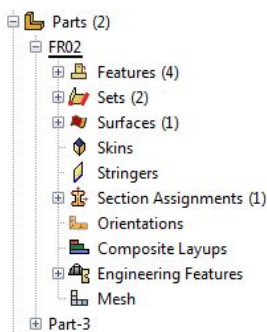 Parts (2)
FR02
Features (4)
Sets (2)
Surfaces (1)
Skins
Stringers
Section Assignments (1)
Orientations
Composite Layups
Engineering Features
Mesh
Part-3